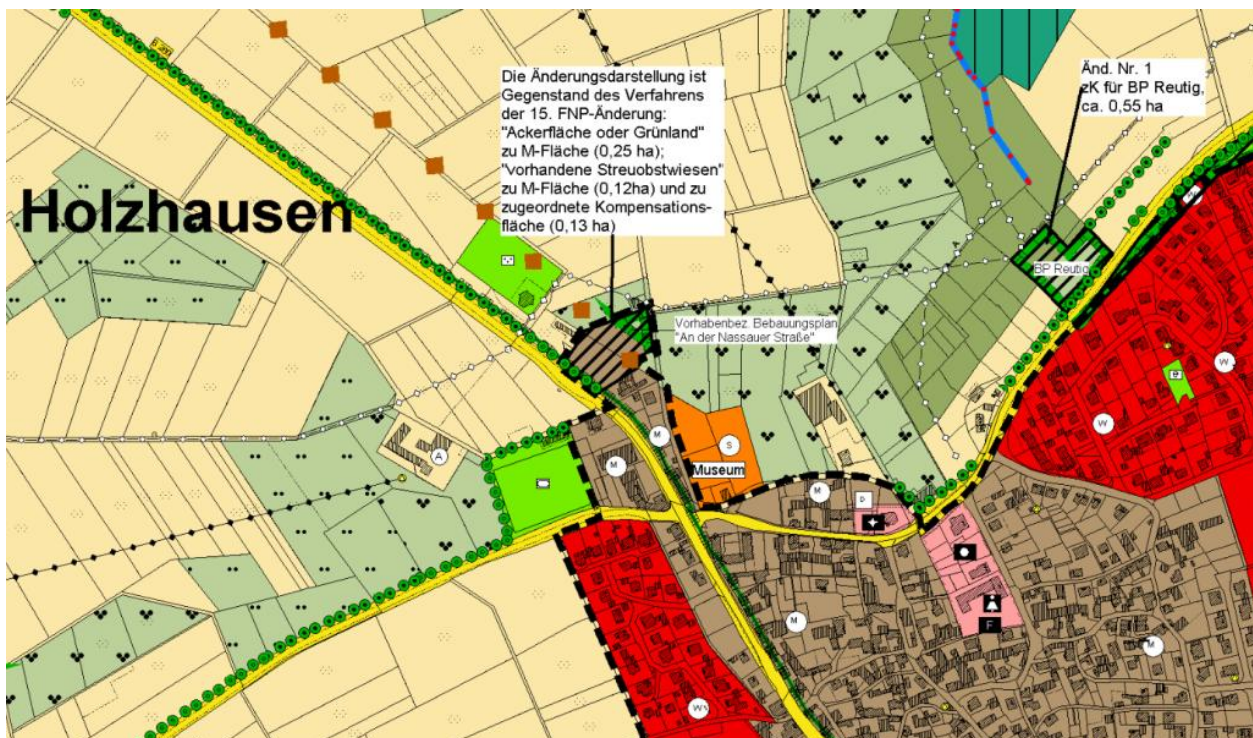 Die Änderungsdarstellung ist
Gegenstand des Verfahrens
der 15. FNP-Änderung:
"Ackerfläche oder Grünland"
zu M-Fläche (0,25 ha);
"vorhandene Streuobstwiesen"
zu M-Fläche (0,12ha) und zu
zugeordnete Kompensations-
fläche (0,13 ha)
Änd. Nr. 1
zK für BP Reutig,
ca. 0,55 ha
Holzhausen
BP Reutig
Vorhabenbez. Bebauungsplan
"An der Nassauer Straße"
W
W
A
M
M
S
Museum
M
D
F
M
M
W